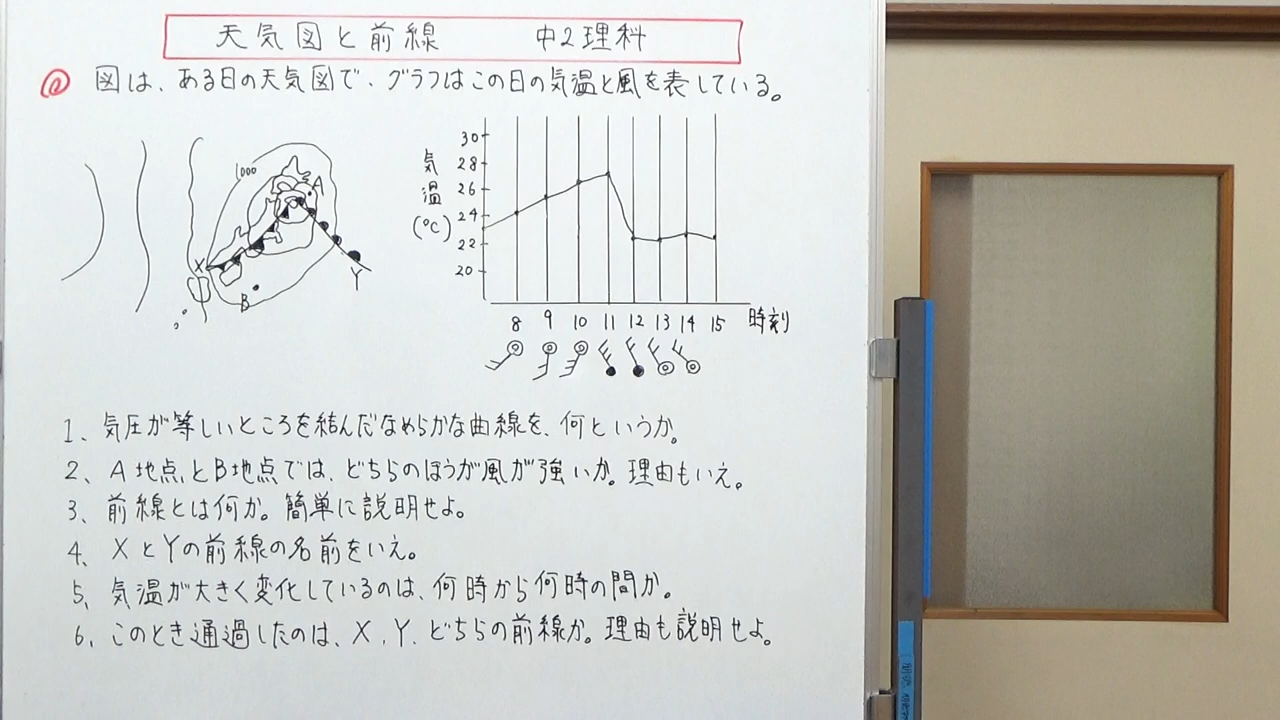 天気図と前線 中2理科
@ 図は、ある日の天気図で、グラフはこの日の気温と風を表している。
1000
A
X
Y
B
気温(℃)
30
28
26
24
22
20
8 9 10 11 12 13 14 15 時刻
1、気圧が等しいところを結んだなめらかな曲線を、何というか。
2、A地点とB地点では、どちらのほうが風が強いか。理由もいえ。
3、前線とは何か。簡単に説明せよ。
4、XとYの前線の名前をいえ。
5、気温が大きく変化しているのは、何時から何時の間か。
6、このとき通過したのは、X、Y、どちらの前線か。理由も説明せよ。